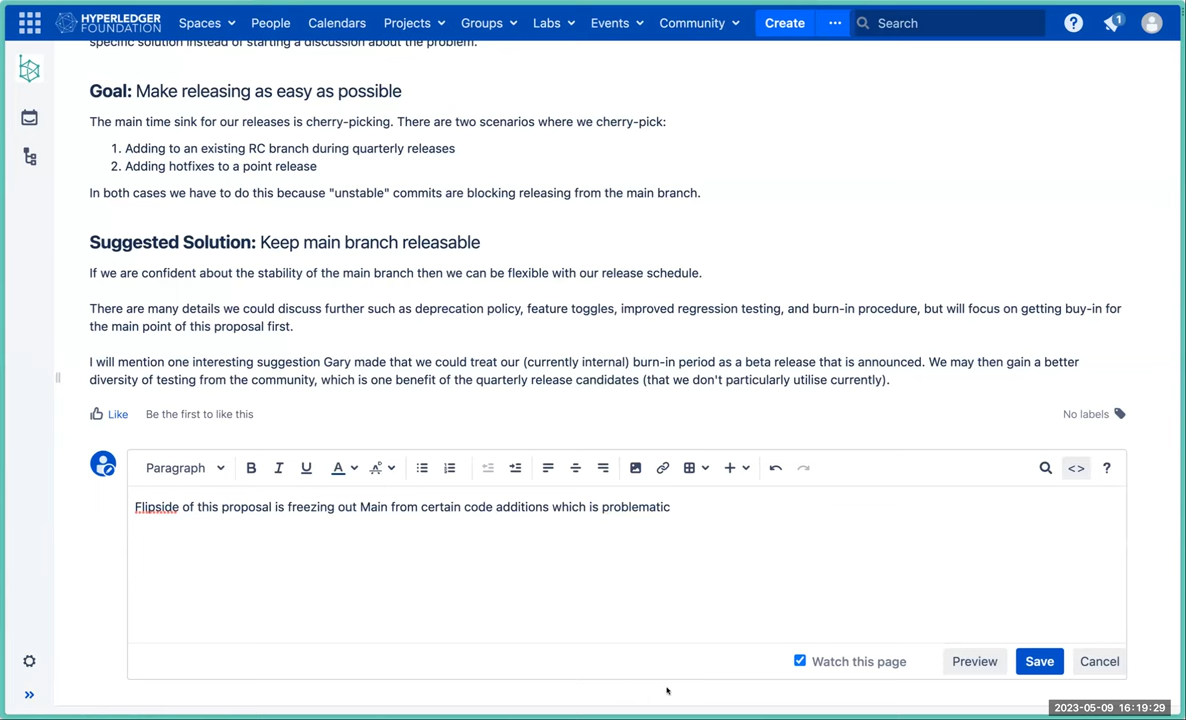 HYPERLEDGER
FOUNDATION
Spaces People Calendars Projects Groups Labs Events Community Create ... Search ? 1
specific solution instead of starting a discussion about the problem.
Goal: Make releasing as easy as possible
The main time sink for our releases is cherry-picking. There are two scenarios where we cherry-pick:
1. Adding to an existing RC branch during quarterly releases
2. Adding hotfixes to a point release
In both cases we have to do this because "unstable" commits are blocking releasing from the main branch.
Suggested Solution: Keep main branch releasable
If we are confident about the stability of the main branch then we can be flexible with our release schedule.
There are many details we could discuss further such as deprecation policy, feature toggles, improved regression testing, and burn-in procedure, but will focus on getting buy-in for
the main point of this proposal first.
I will mention one interesting suggestion Gary made that we could treat our (currently internal) burn-in period as a beta release that is announced. We may then gain a better
diversity of testing from the community, which is one benefit of the quarterly release candidates (that we don't particularly utilise currently).
Like Be the first to like this No labels
Paragraph B I U A <> ?
Flipside of this proposal is freezing out Main from certain code additions which is problematic
Watch this page Preview Save Cancel
2023-05-09 16:19:29